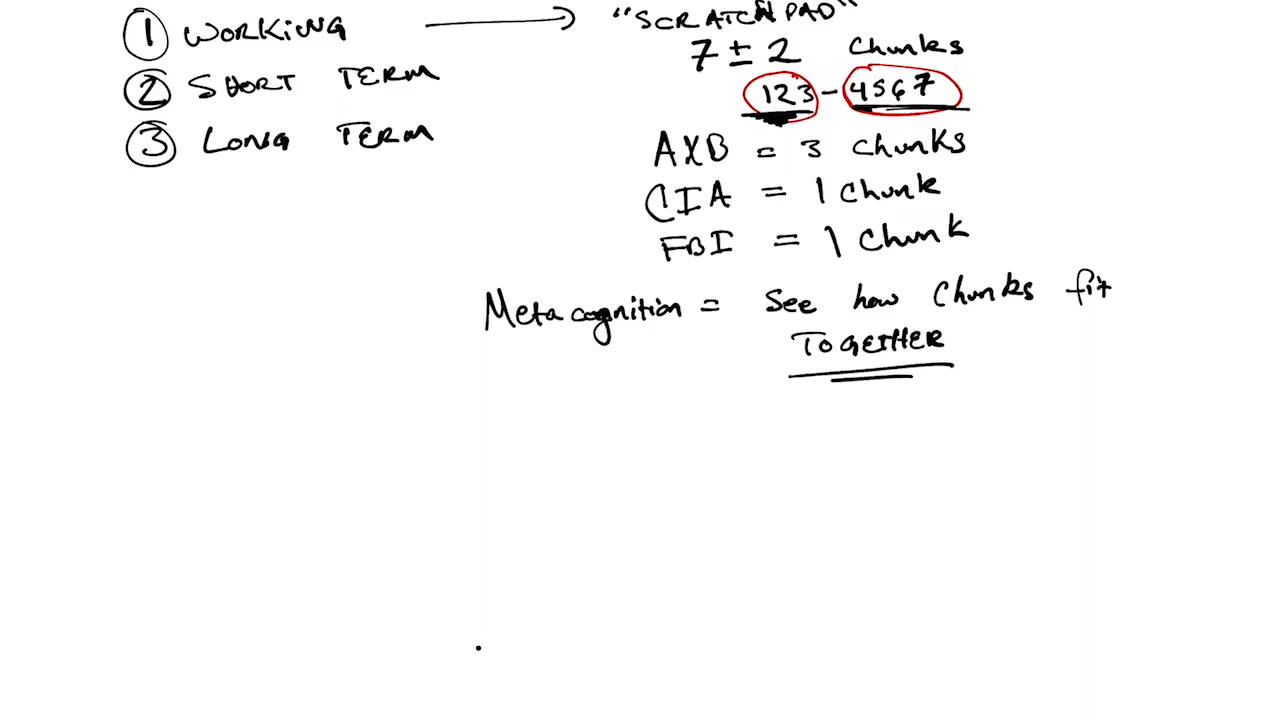 ① WORKING → "SCRATCH PAD"
② SHORT TERM
③ LONG TERM
7 ± 2 Chunks
123 - 4567
AXB = 3 Chunks
CIA = 1 Chunk
FBI = 1 Chunk
Metacognition = See how Chunks fit
TOGETHER